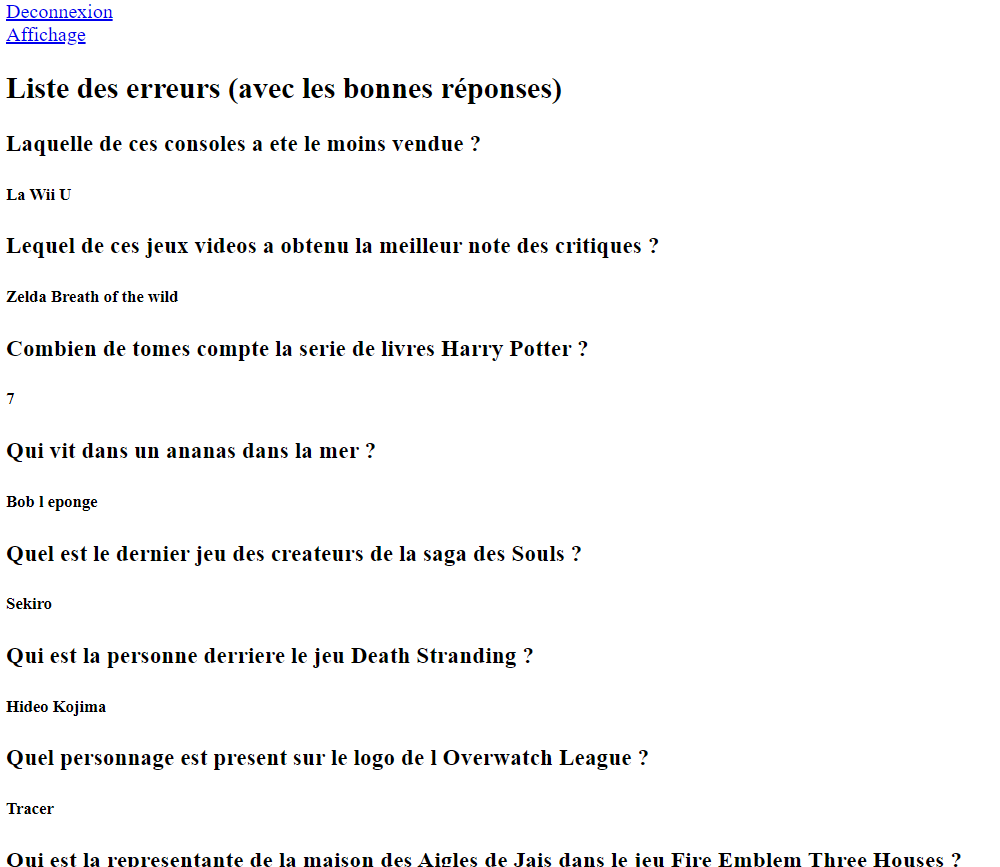 Deconnexion
Affichage
Liste des erreurs (avec les bonnes réponses)
Laquelle de ces consoles a ete le moins vendue ?
La Wii U
Lequel de ces jeux videos a obtenu la meilleur note des critiques ?
Zelda Breath of the wild
Combien de tomes compte la serie de livres Harry Potter ?
7
Qui vit dans un ananas dans la mer ?
Bob l eponge
Quel est le dernier jeu des createurs de la saga des Souls ?
Sekiro
Qui est la personne derriere le jeu Death Stranding ?
Hideo Kojima
Quel personnage est present sur le logo de l Overwatch League ?
Tracer
Qui est la representante de la maison des Aigles de Jais dans le jeu Fire Emblem Three Houses ?